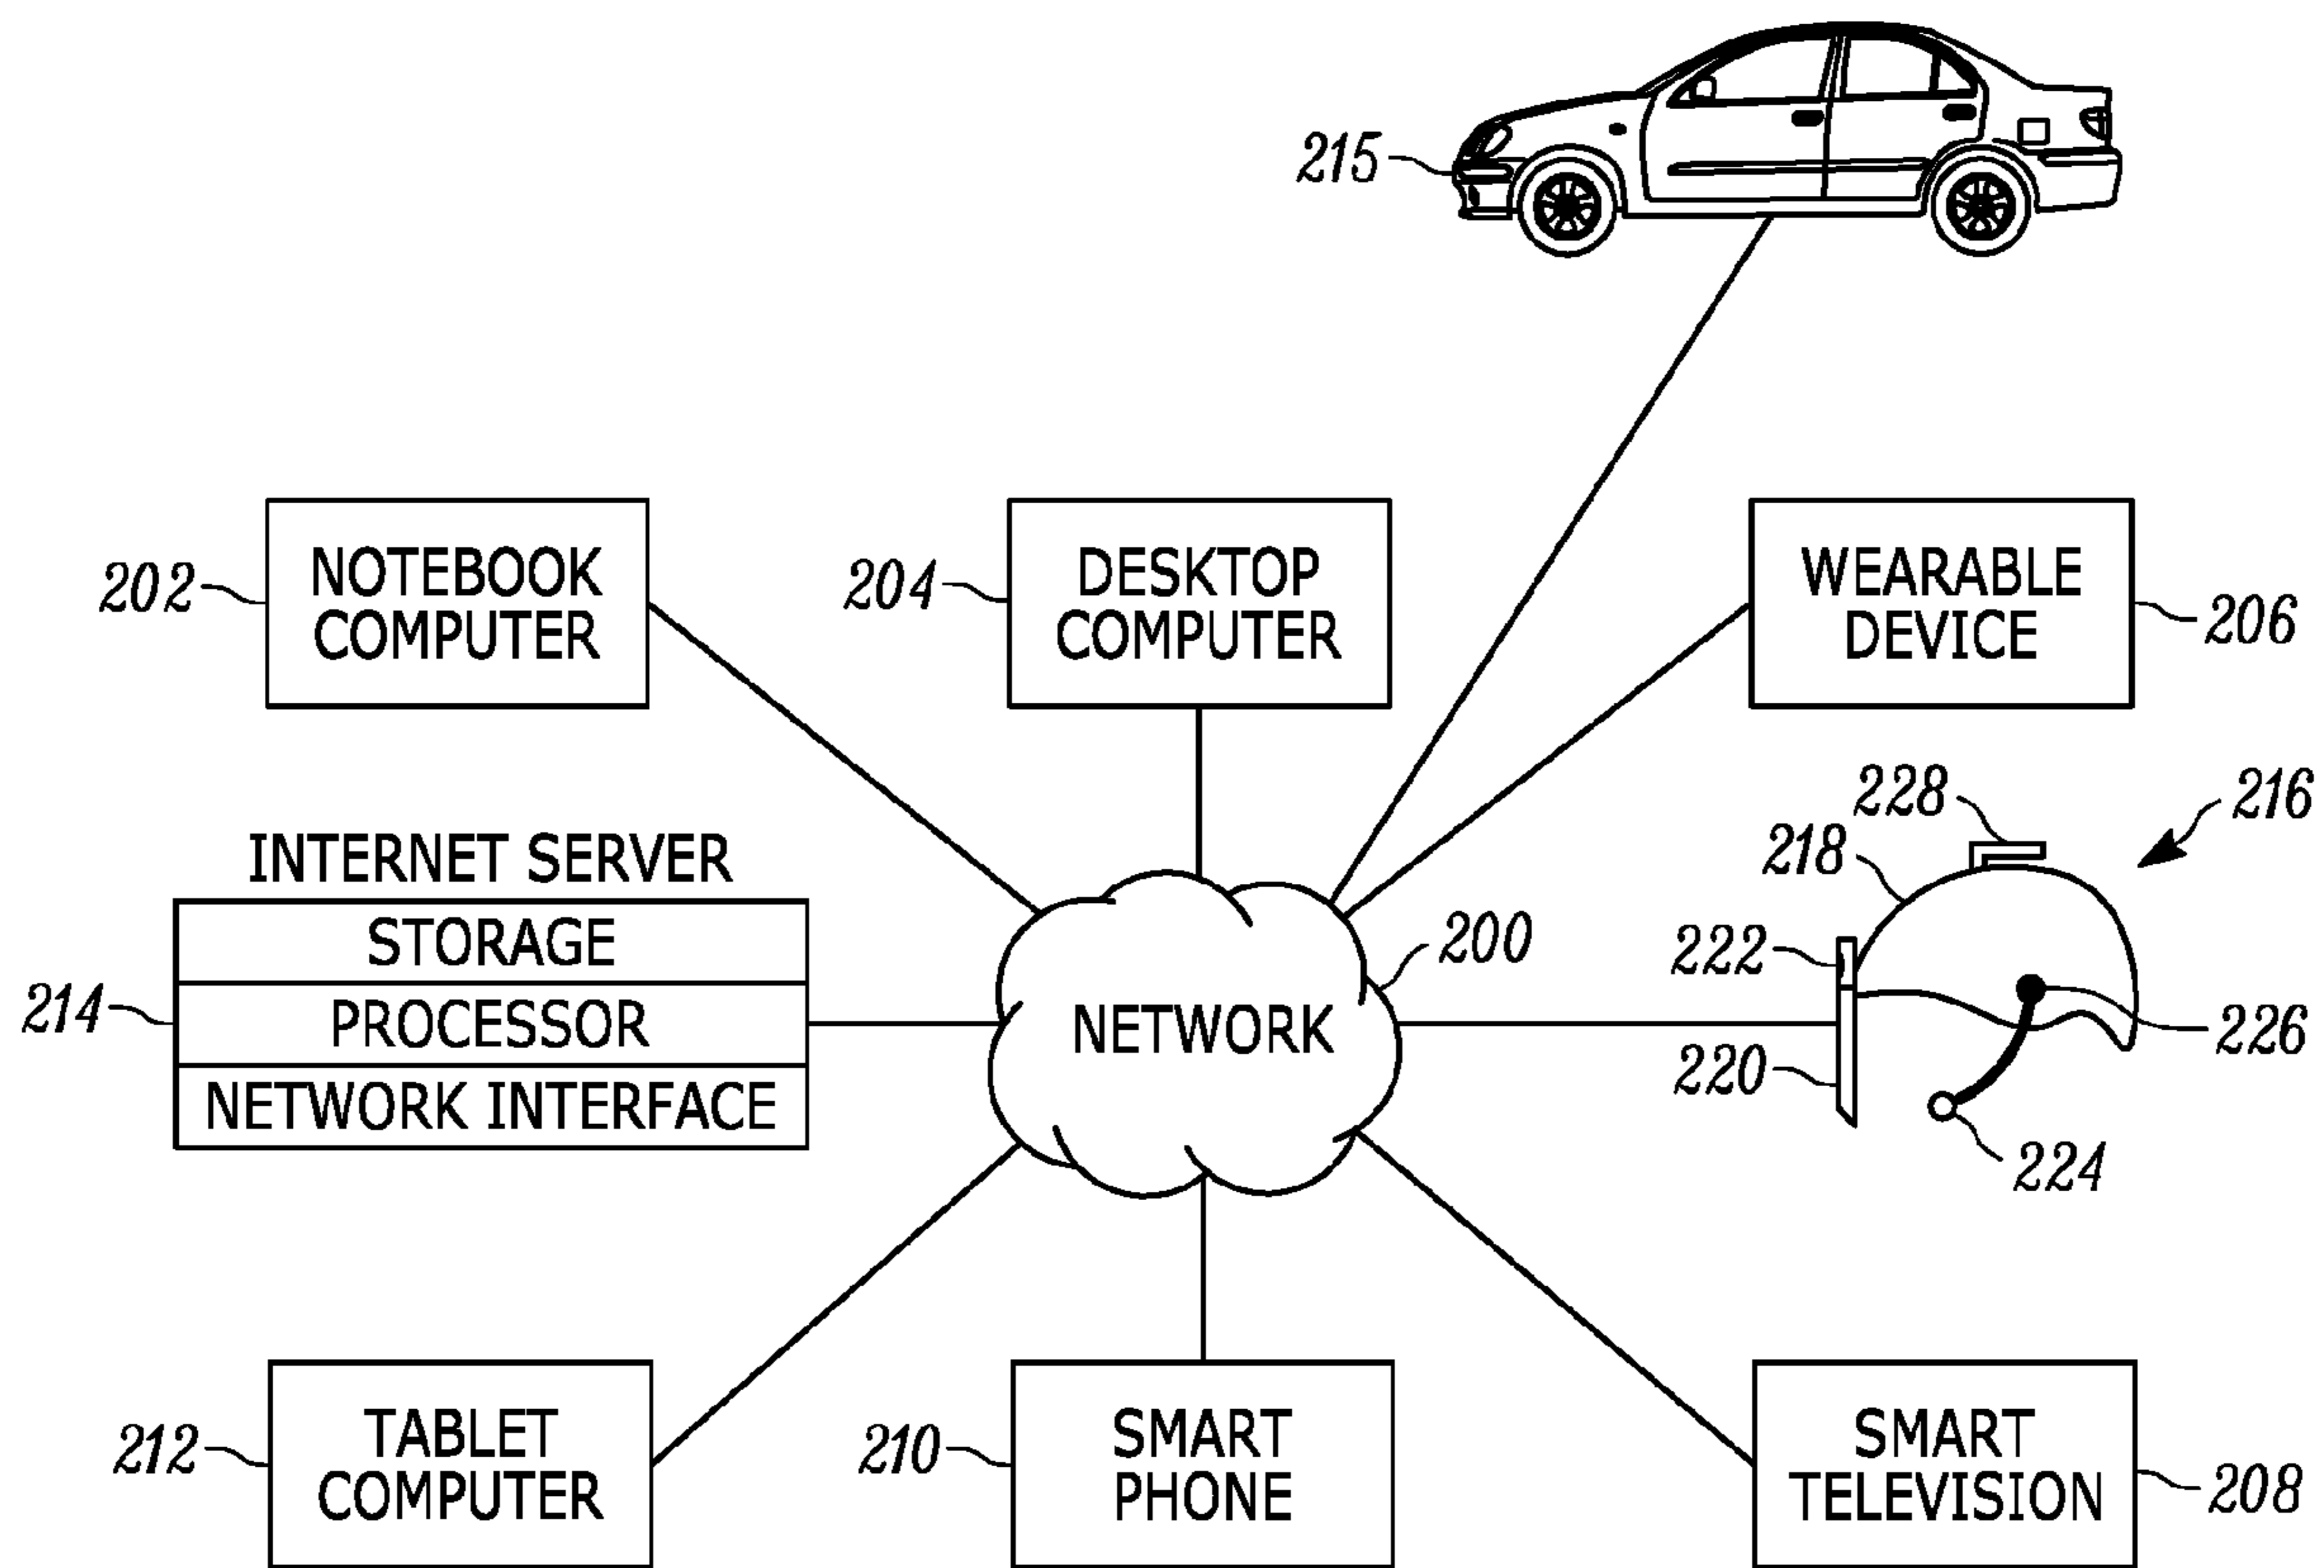 215
NOTEBOOK
COMPUTER
202
DESKTOP
COMPUTER
204
WEARABLE
DEVICE
206
INTERNET SERVER
STORAGE
PROCESSOR
NETWORK INTERFACE
214
NETWORK
200
228
216
218
222
220
226
224
TABLET
COMPUTER
212
SMART
PHONE
210
SMART
TELEVISION
208